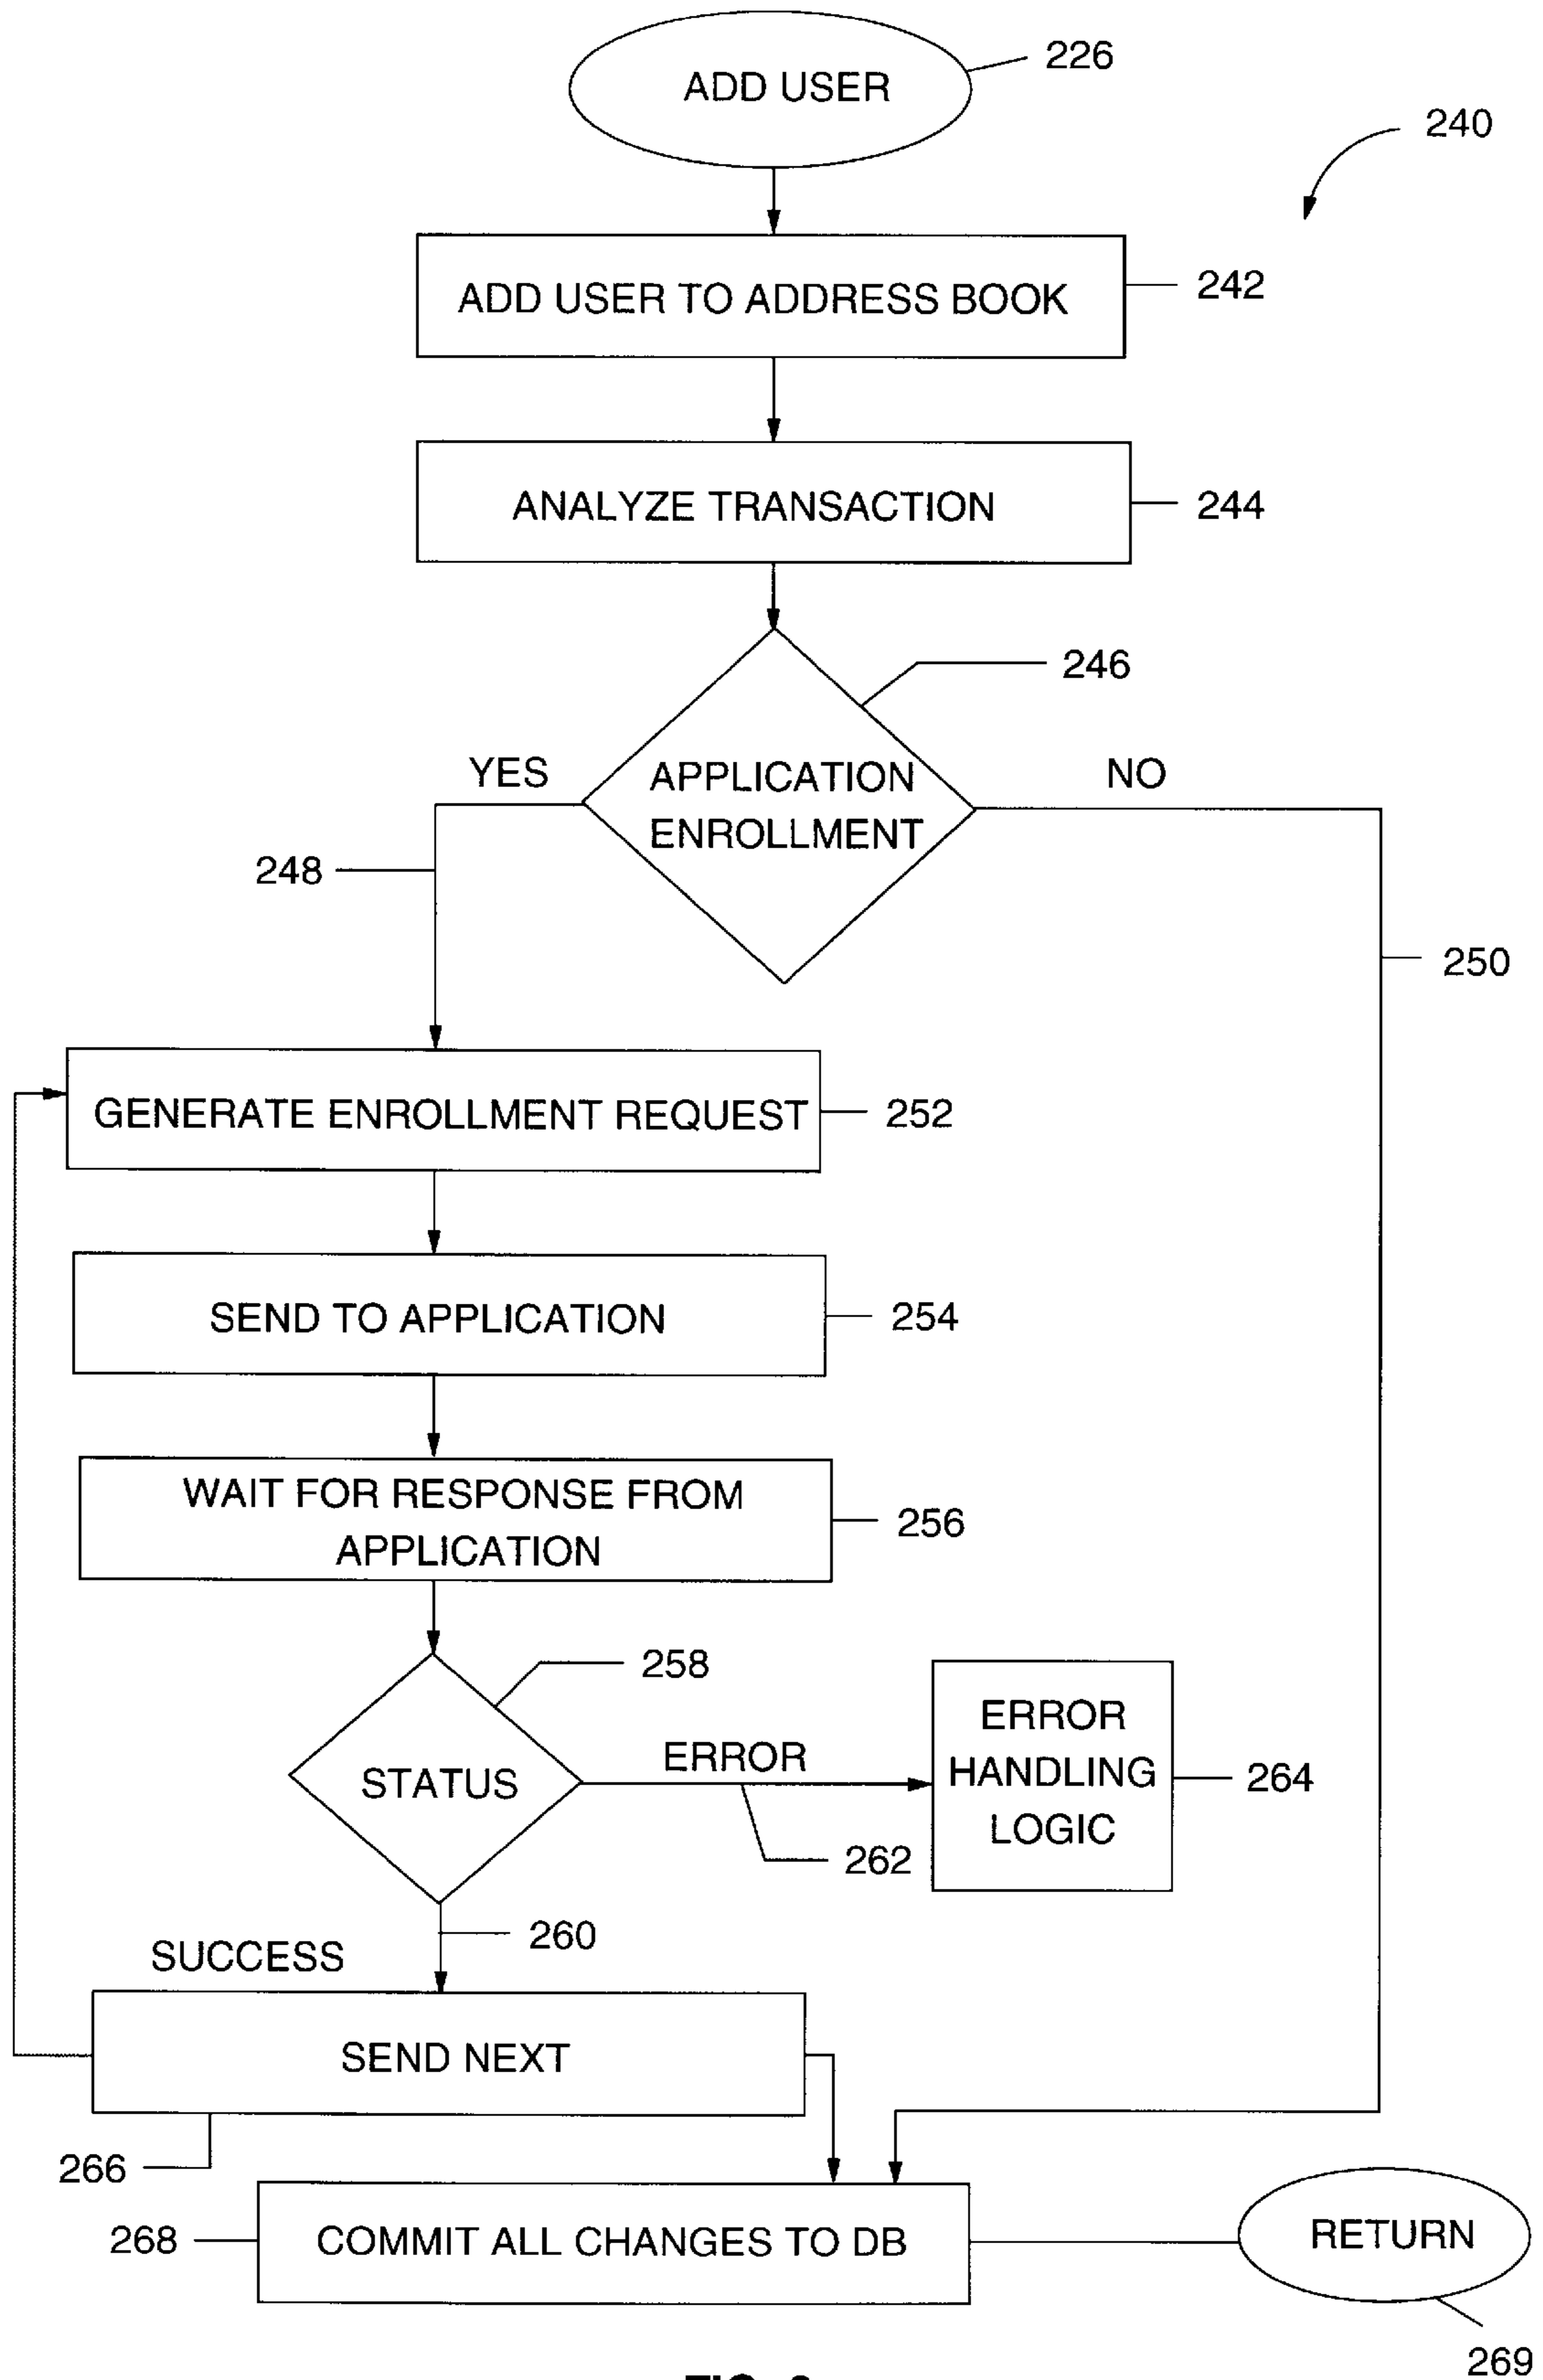 ADD USER
226
240
ADD USER TO ADDRESS BOOK
242
ANALYZE TRANSACTION
244
246
APPLICATION
ENROLLMENT
YES
NO
248
250
GENERATE ENROLLMENT REQUEST
252
SEND TO APPLICATION
254
WAIT FOR RESPONSE FROM
APPLICATION
256
258
STATUS
ERROR
262
ERROR
HANDLING
LOGIC
264
260
SUCCESS
SEND NEXT
266
268
COMMIT ALL CHANGES TO DB
RETURN
269